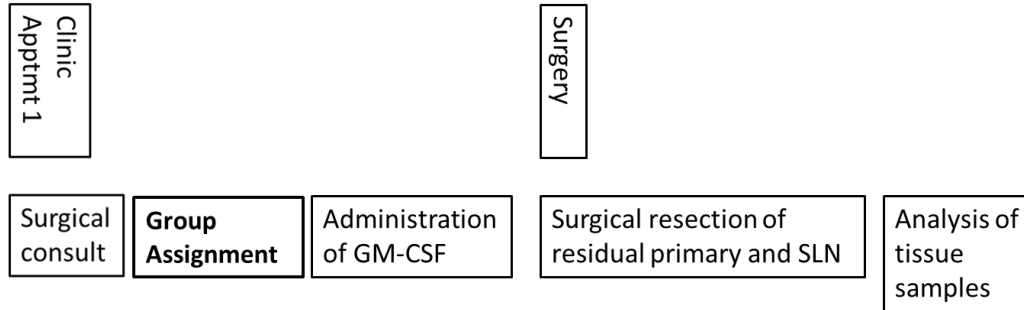 Clinic
Apptmt 1
Surgery
Surgical
consult
Group
Assignment
Administration
of GM-CSF
Surgical resection of
residual primary and SLN
Analysis of
tissue
samples